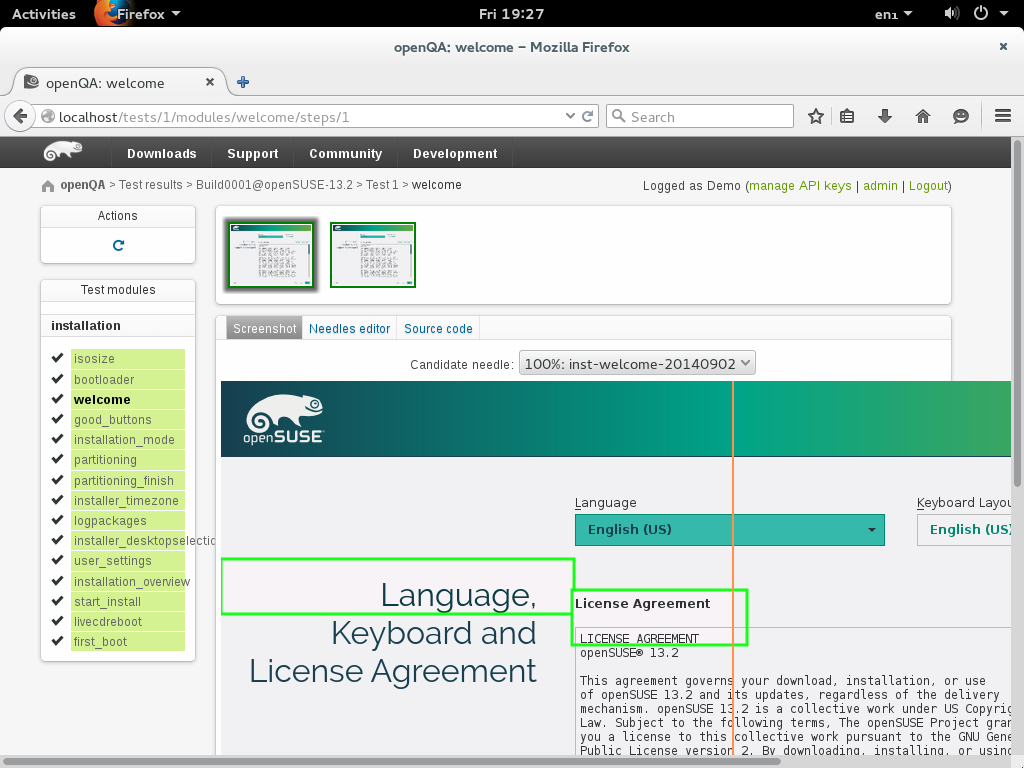 Activities Firefox Fri 19:27 en₁
openQA: welcome – Mozilla Firefox
openQA: welcome
localhost/tests/1/modules/welcome/steps/1 Search
Downloads Support Community Development
openQA > Test results > Build0001@openSUSE-13.2 > Test 1 > welcome Logged as Demo (manage API keys | admin | Logout)
Actions
Test modules
installation
isosize
bootloader
welcome
good_buttons
installation_mode
partitioning
partitioning_finish
installer_timezone
logpackages
installer_desktopselectio
user_settings
installation_overview
start_install
livecdreboot
first_boot
Screenshot Needles editor Source code
Candidate needle: 100%: inst-welcome-20140902
openSUSE
Language Keyboard Layou
English (US) English (US)
Language,
Keyboard and
License Agreement
License Agreement
LICENSE AGREEMENT
openSUSE® 13.2
This agreement governs your download, installation, or use
of openSUSE 13.2 and its updates, regardless of the delivery
mechanism. openSUSE 13.2 is a collective work under US Copyrig
Law. Subject to the following terms, The openSUSE Project gran
you a license to this collective work pursuant to the GNU Gene
Public License version 2. By downloading, installing, or using